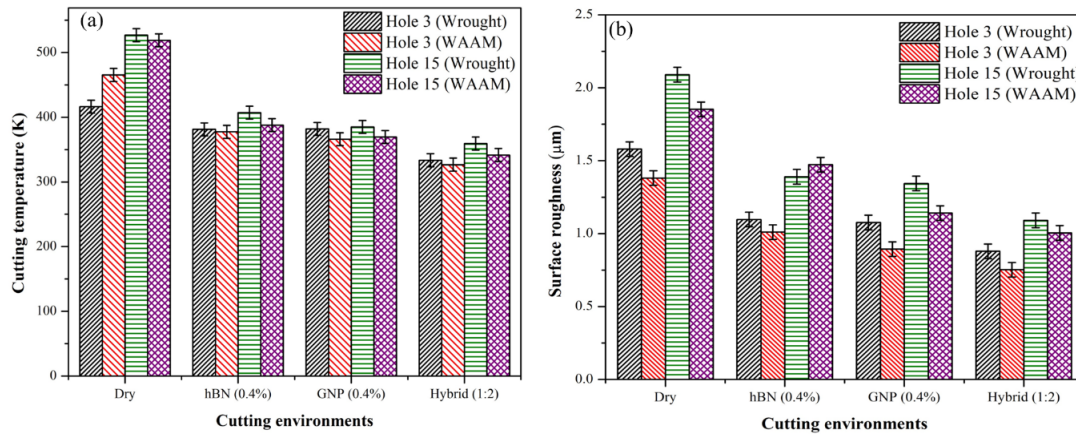 (a)
Hole 3 (Wrought)
Hole 3 (WAAM)
Hole 15 (Wrought)
Hole 15 (WAAM)
500
400
300
200
100
0
Cutting temperature (K)
Dry
hBN (0.4%)
GNP (0.4%)
Hybrid (1:2)
Cutting environments
(b)
Hole 3 (Wrought)
Hole 3 (WAAM)
Hole 15 (Wrought)
Hole 15 (WAAM)
2.5
2.0
1.5
1.0
0.5
0.0
Surface roughness (μm)
Dry
hBN (0.4%)
GNP (0.4%)
Hybrid (1:2)
Cutting environments